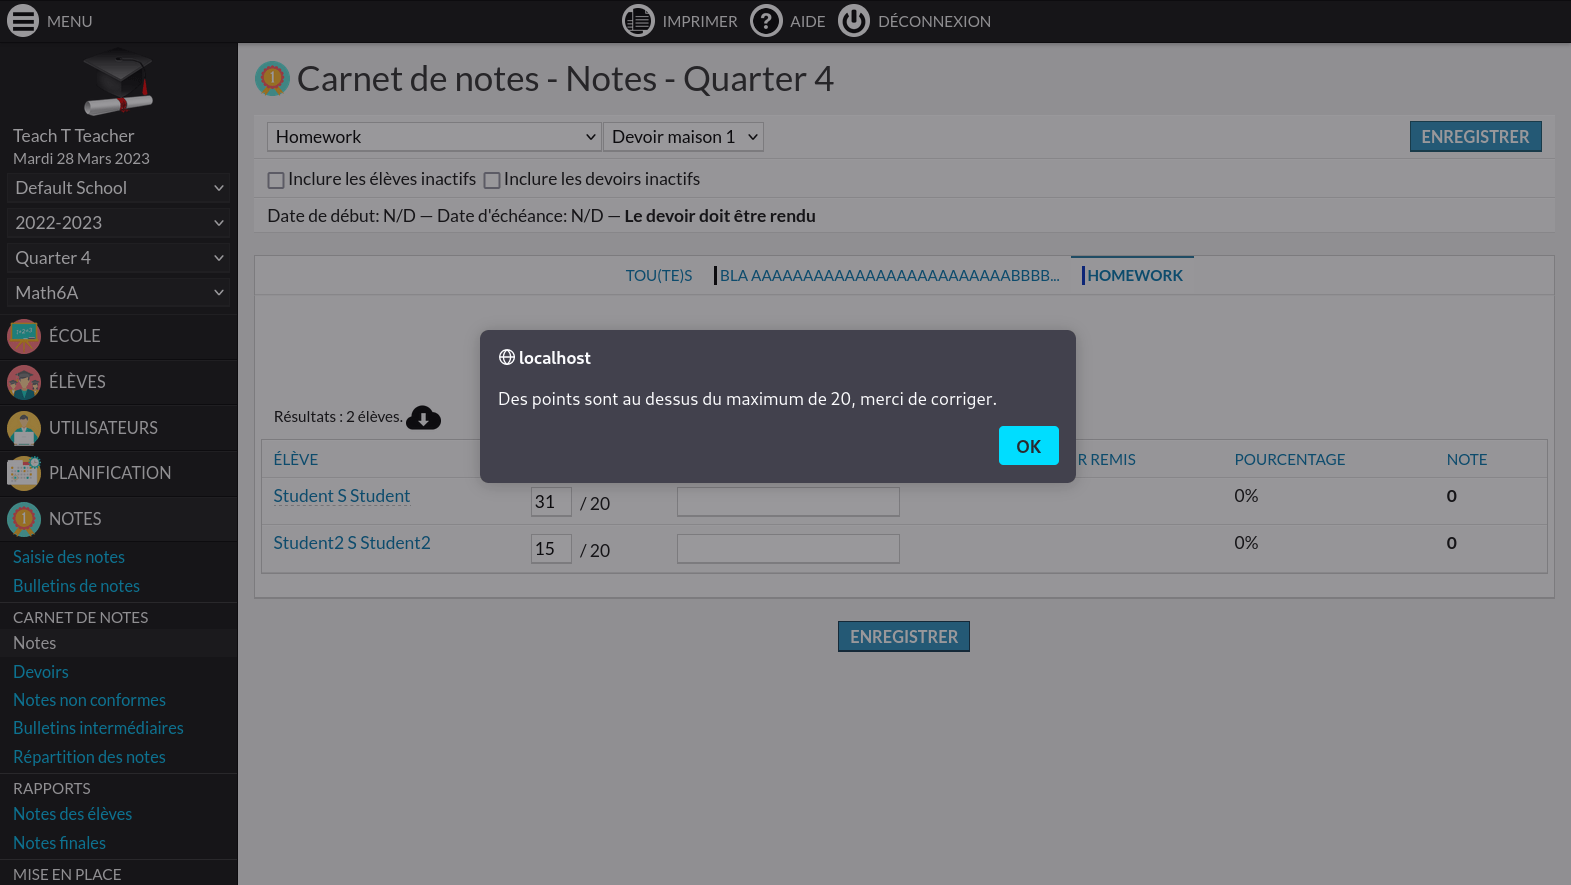 MENU
IMPRIMER
AIDE
DÉCONNEXION
Teach T Teacher
Mardi 28 Mars 2023
Default School
2022-2023
Quarter 4
Math6A
ÉCOLE
ÉLÈVES
UTILISATEURS
PLANIFICATION
NOTES
Saisie des notes
Bulletins de notes
CARNET DE NOTES
Notes
Devoirs
Notes non conformes
Bulletins intermédiaires
Répartition des notes
RAPPORTS
Notes des élèves
Notes finales
MISE EN PLACE
Carnet de notes - Notes - Quarter 4
Homework Devoir maison 1 ENREGISTRER
Inclure les élèves inactifs Inclure les devoirs inactifs
Date de début: N/D — Date d'échéance: N/D — Le devoir doit être rendu
TOU(TE)S BLA AAAAAAAAAAAAAAAAAAAAAAAAABBBB... HOMEWORK
localhost
Des points sont au dessus du maximum de 20, merci de corriger.
OK
Résultats : 2 élèves.
ÉLÈVE R REMIS POURCENTAGE NOTE
Student S Student 31 / 20 0% 0
Student2 S Student2 15 / 20 0% 0
ENREGISTRER